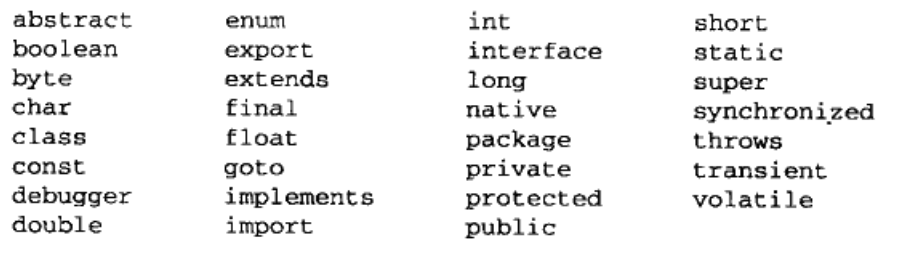 abstract enum int short
boolean export interface static
byte extends long super
char final native synchronized
class float package throws
const goto private transient
debugger implements protected volatile
double import public